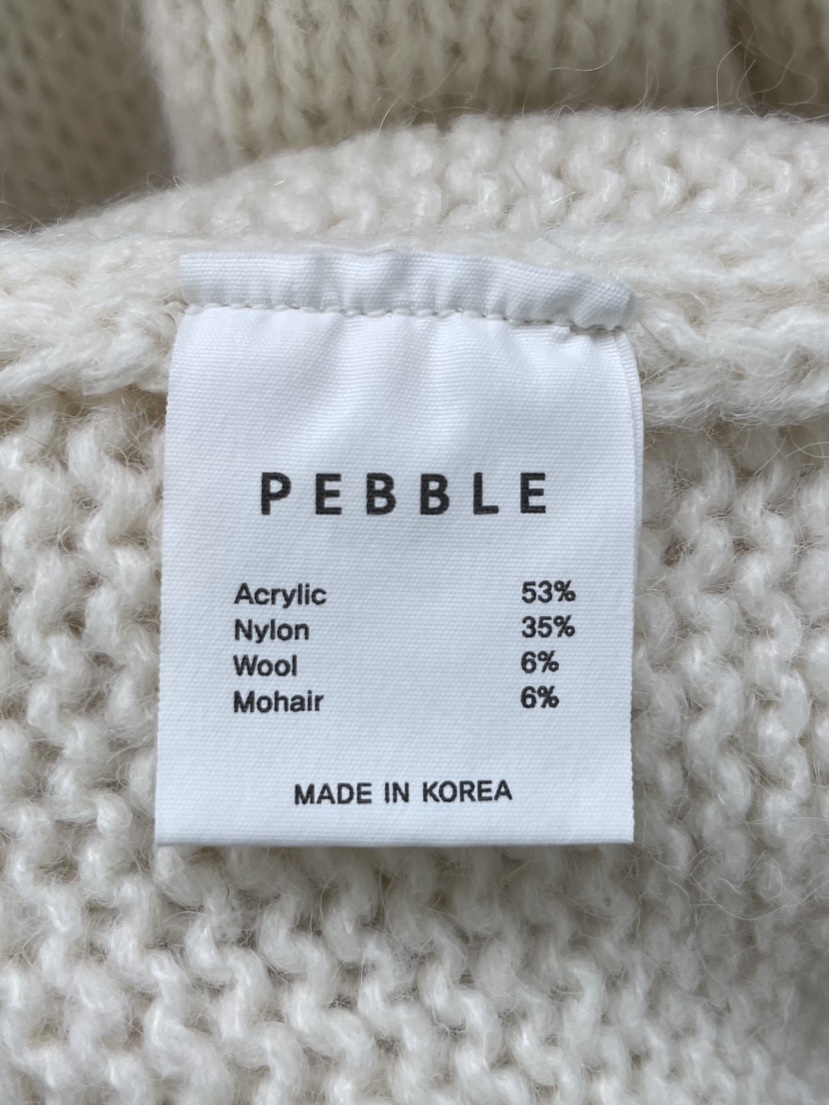 PEBBLE
Acrylic 53%
Nylon 35%
Wool 6%
Mohair 6%
MADE IN KOREA